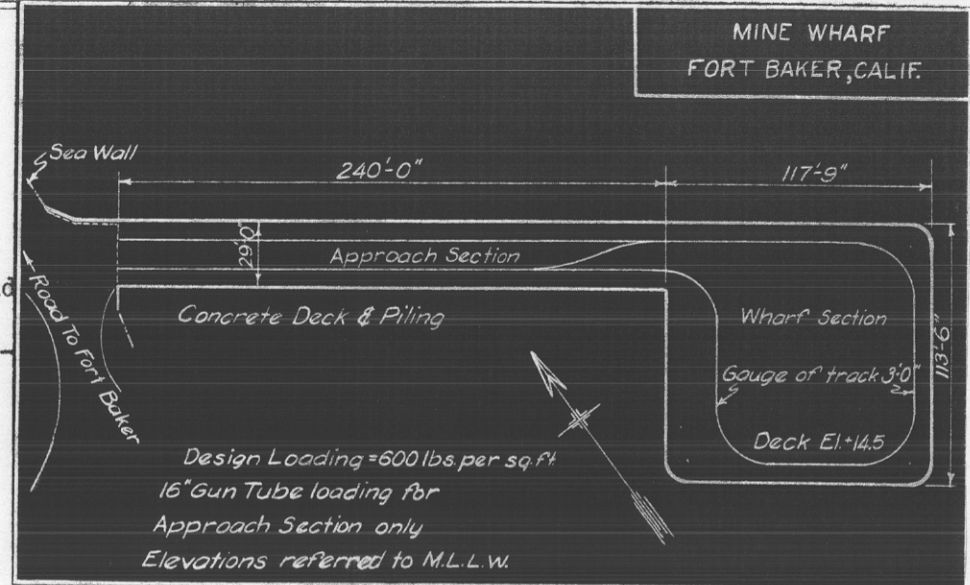 MINE WHARF
FORT BAKER, CALIF.
Sea Wall
240'-0"
117'-9"
29'0"
Approach Section
Road To Fort Baker
Concrete Deck & Piling
Wharf Section
113'-6"
Gauge of track 3'-0"
Deck El.+14.5
Design Loading = 600 lbs. per sq. ft.
16" Gun Tube loading for
Approach Section only
Elevations referred to M.L.L.W.